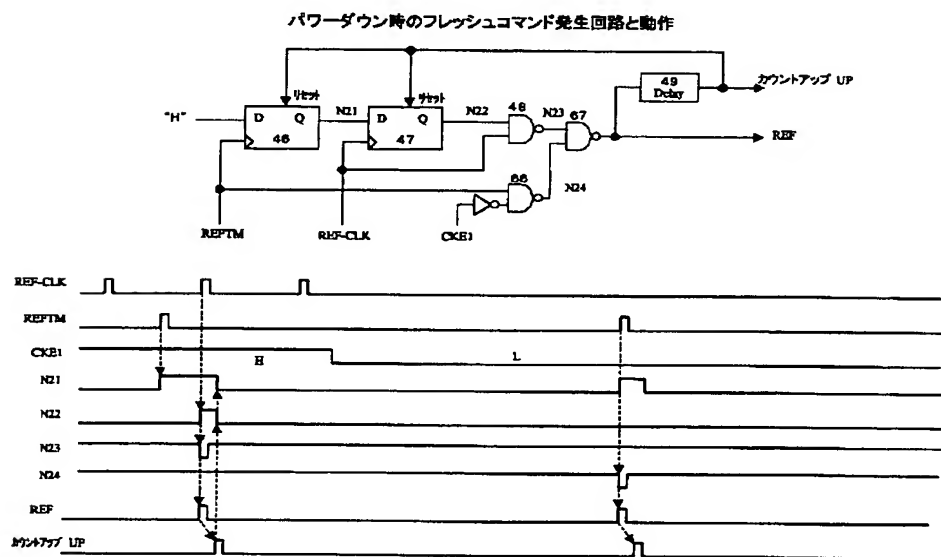 パワーダウン時のフレッシュコマンド発生回路と動作
49
Delay
カウントアップ UP
リセット
リセット
"H"
D Q
46
N21
D Q
47
N22
48
N23
67
REF
66
N24
REFTM
REF-CLK
CKE1
REF-CLK
REFTM
CKE1
H
L
N21
N22
N23
N24
REF
カウントアップ UP